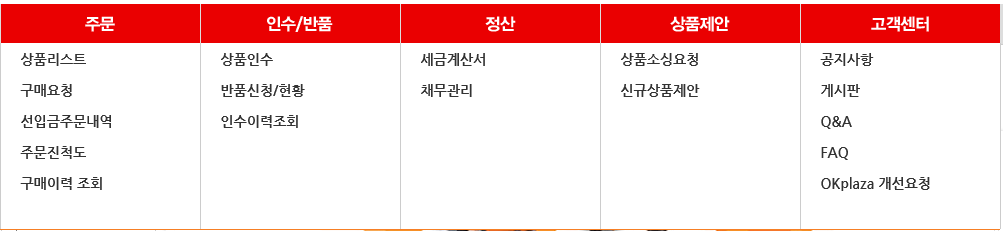 주문
인수/반품
정산
상품제안
고객센터
상품리스트
구매요청
선입금주문내역
주문진척도
구매이력 조회
상품인수
반품신청/현황
인수이력조회
세금계산서
채무관리
상품소싱요청
신규상품제안
공지사항
게시판
Q&A
FAQ
OKplaza 개선요청